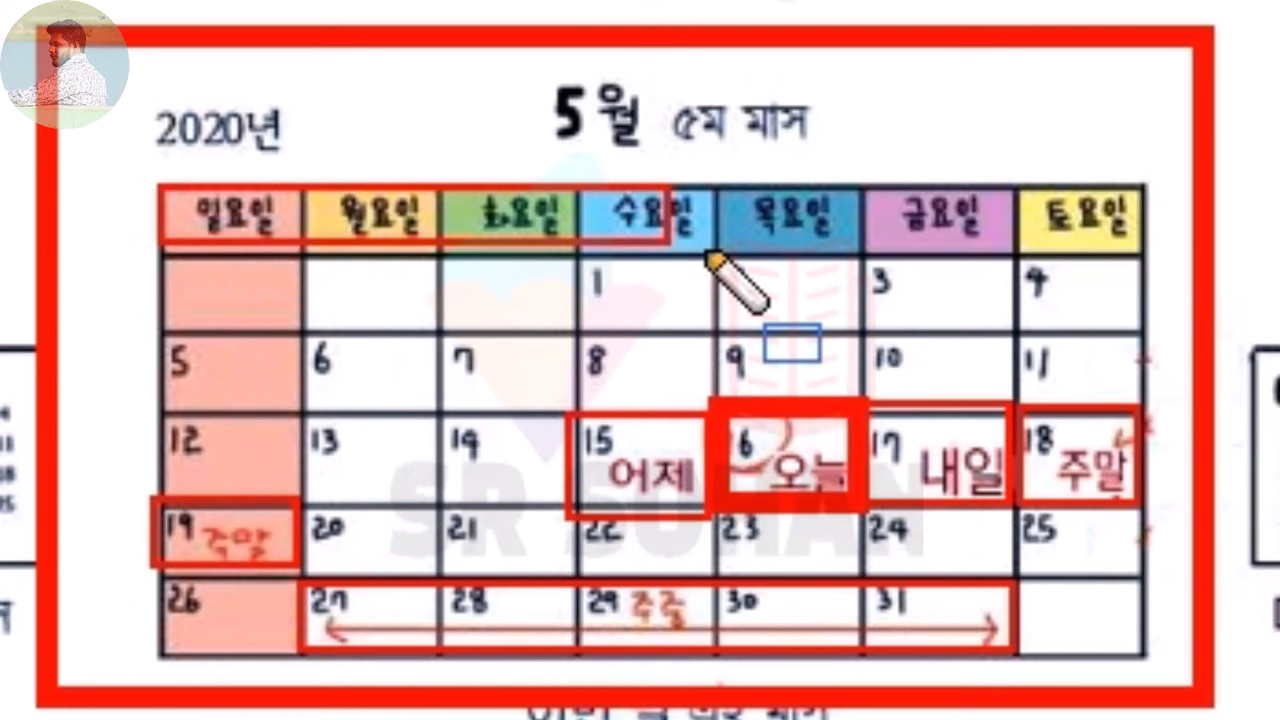 2020년 5월 ৫ম মাস
일요일 월요일 화요일 수요일 목요일 금요일 토요일
1 3 4
5 6 7 8 9 10 11
12 13 14 15 어제 16 오늘 17 내일 18 주말
19 주말 20 21 22 23 24 25
26 27 28 29 주중 30 31
SR SUMAN